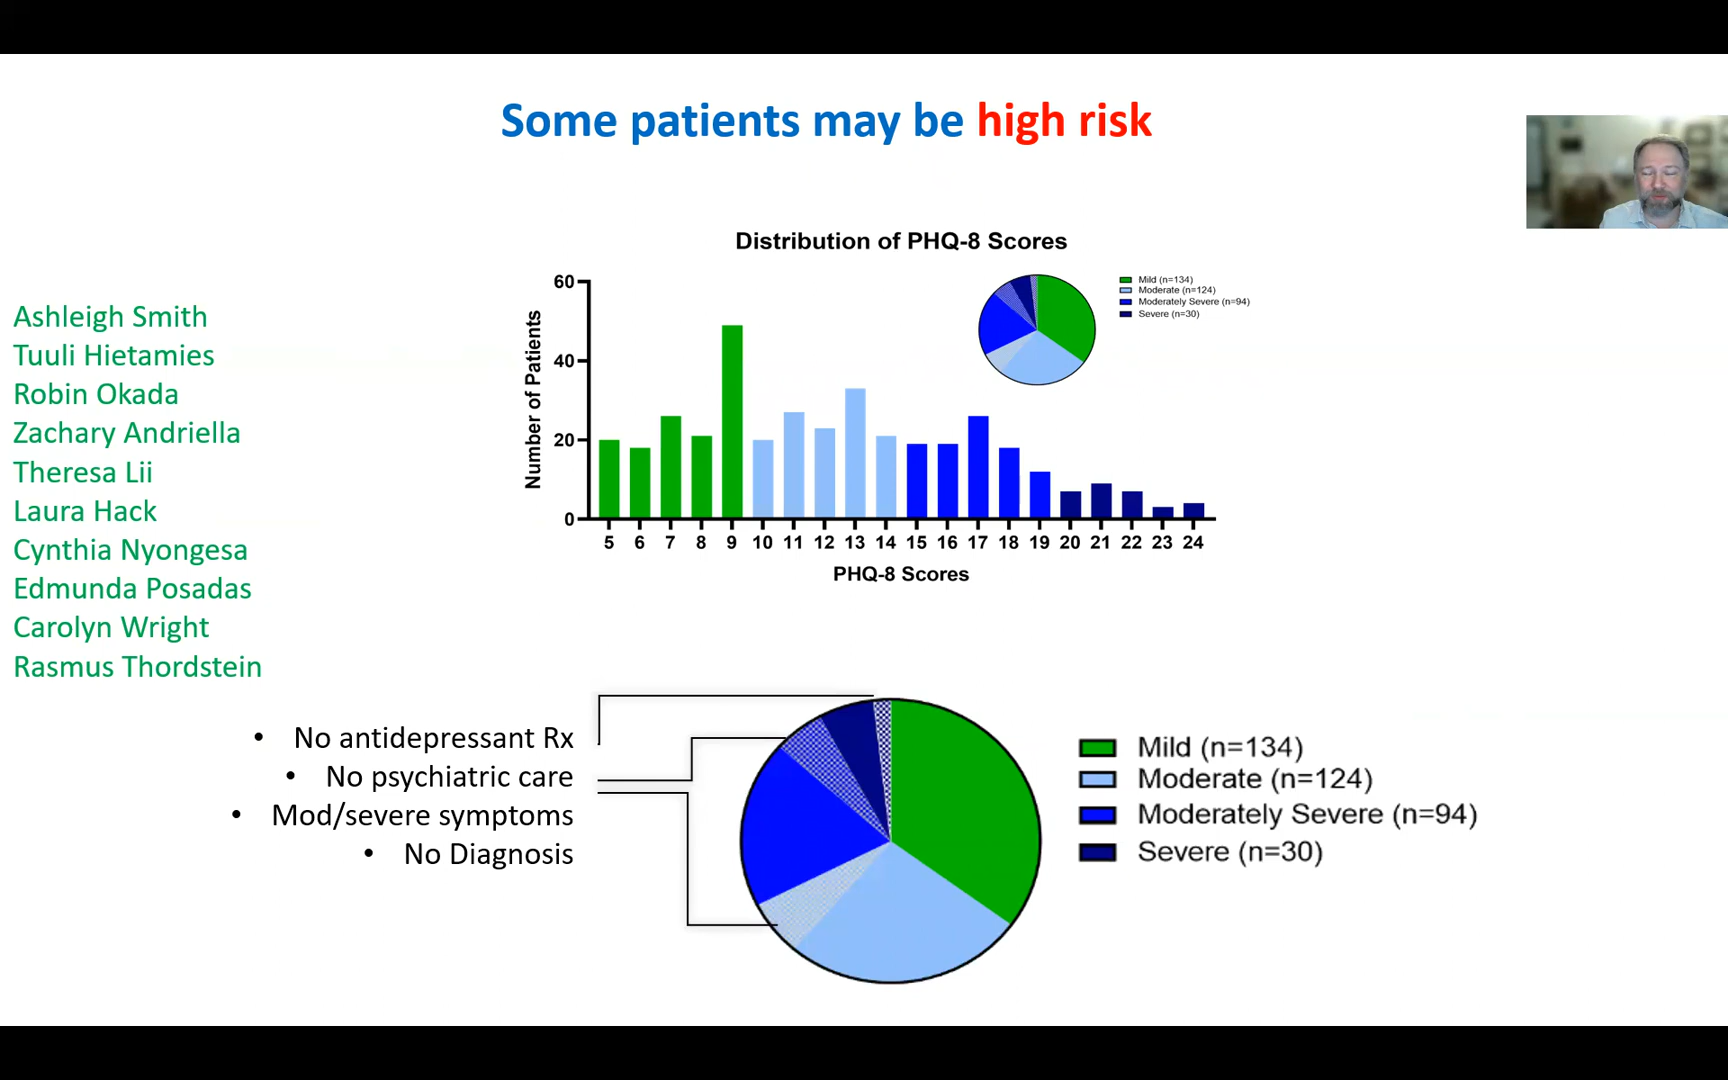 Some patients may be high risk
Distribution of PHQ-8 Scores
Ashleigh Smith
Tuuli Hietamies
Robin Okada
Zachary Andriella
Theresa Lii
Laura Hack
Cynthia Nyongesa
Edmunda Posadas
Carolyn Wright
Rasmus Thordstein
Number of Patients
60
40
20
0
5 6 7 8 9 10 11 12 13 14 15 16 17 18 19 20 21 22 23 24
PHQ-8 Scores
Mild (n=134)
Moderate (n=124)
Moderately Severe (n=94)
Severe (n=30)
• No antidepressant Rx
• No psychiatric care
• Mod/severe symptoms
• No Diagnosis
Mild (n=134)
Moderate (n=124)
Moderately Severe (n=94)
Severe (n=30)